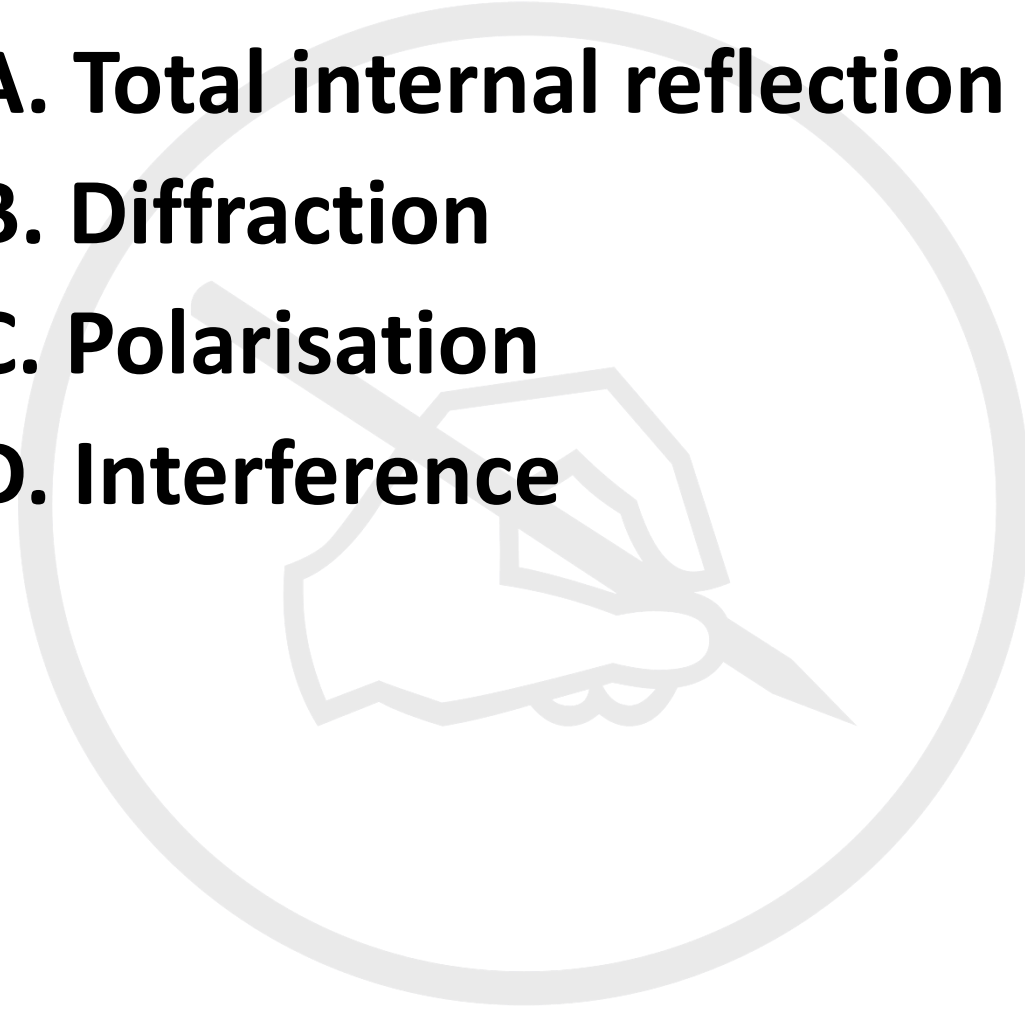 A. Total internal reflection
B. Diffraction
C. Polarisation
D. Interference